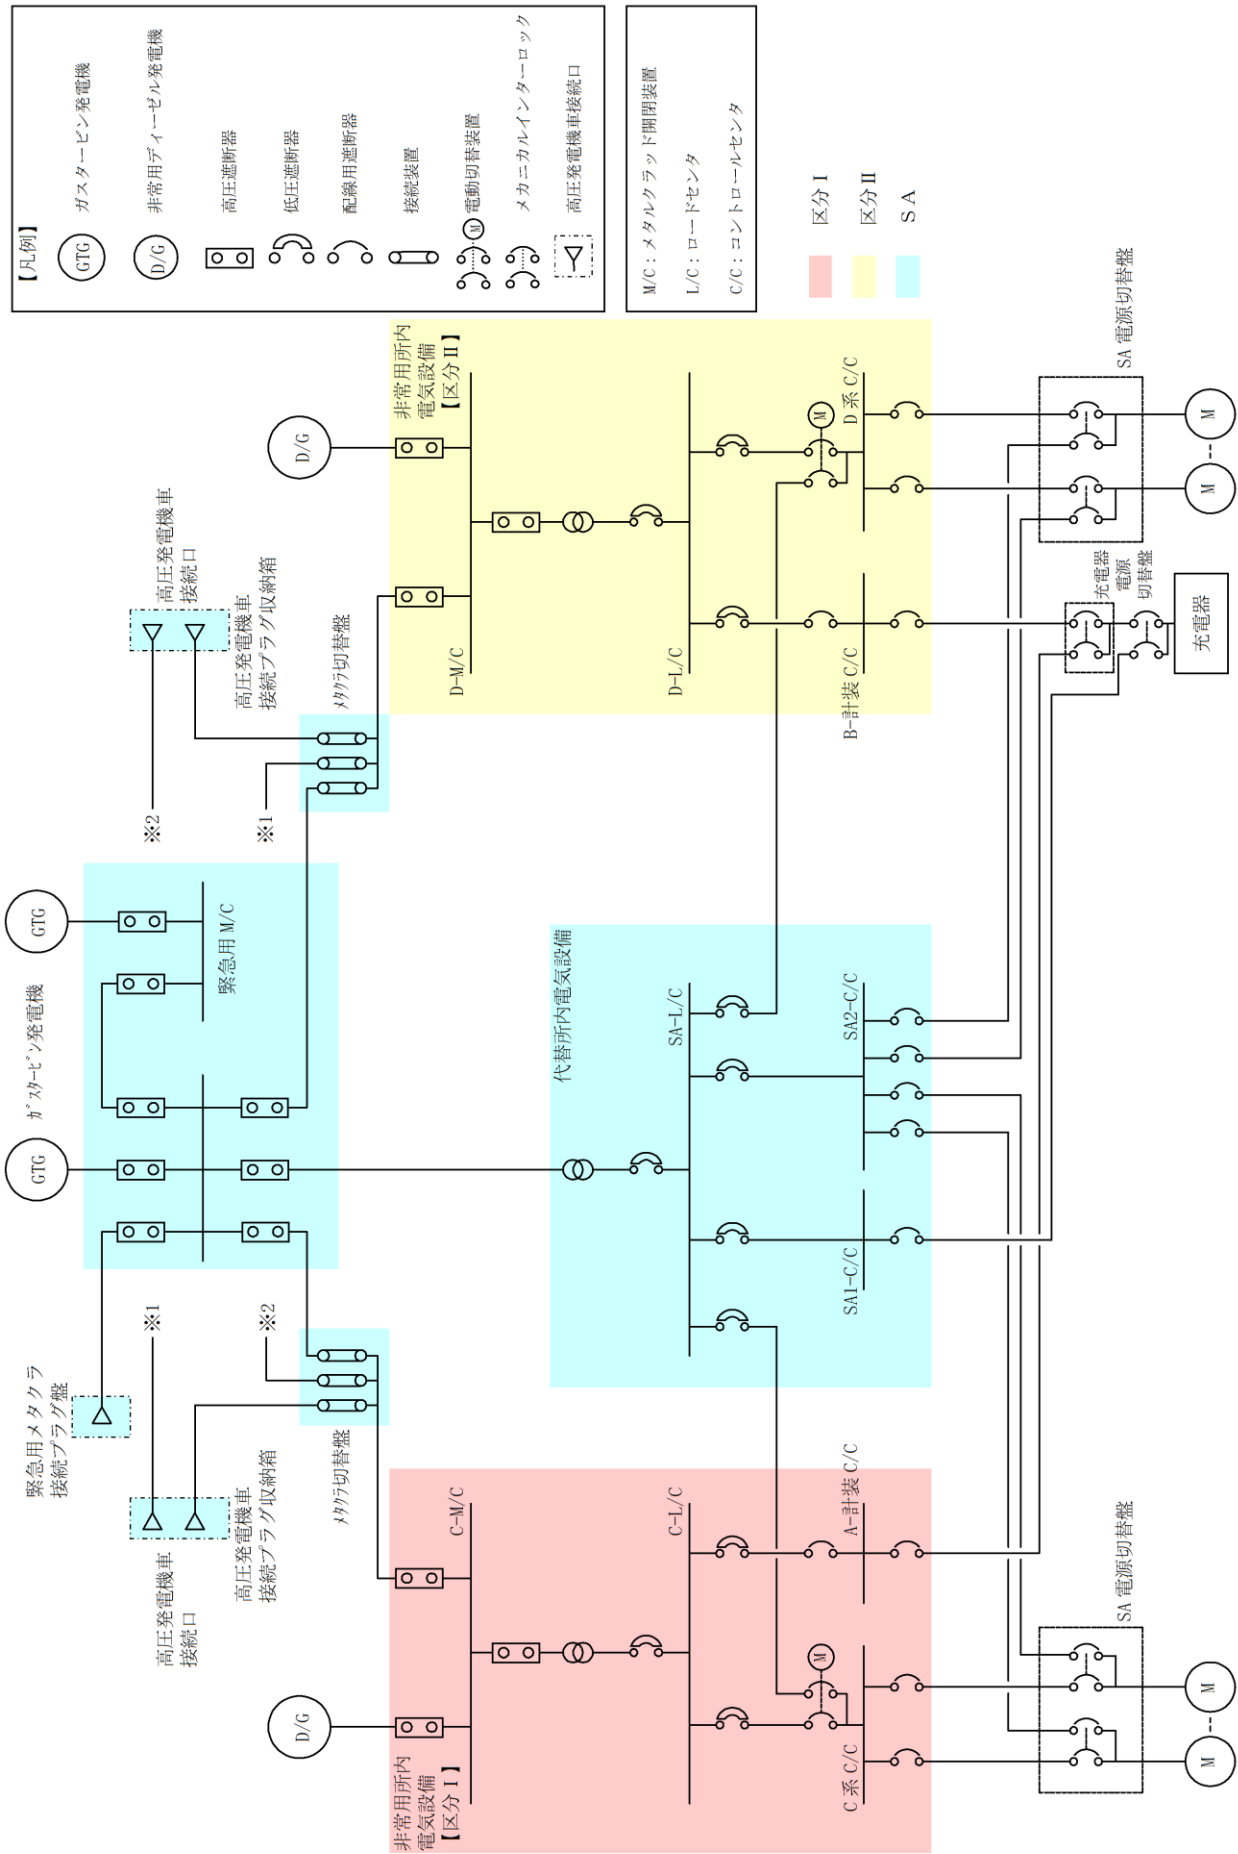 【凡例】
GTG
ガスタービン発電機
D/G
非常用ディーゼル発電機
高圧遮断器
低圧遮断器
配線用遮断器
接続装置
M
電動切替装置
メカニカルインターロック
高圧発電機車接続口
M/C：メタルクラッド開閉装置
L/C：ロードセンタ
C/C：コントロールセンタ
区分Ⅰ
区分Ⅱ
ＳＡ
緊急用メタクラ
接続プラグ盤
GTG
ガスタービン発電機
GTG
緊急用 M/C
高圧発電機車
接続口
高圧発電機車
接続プラグ収納箱
※1
※2
メタクラ切替盤
※2
※1
高圧発電機車
接続口
高圧発電機車
接続プラグ収納箱
メタクラ切替盤
D/G
非常用所内
電気設備
【区分Ⅰ】
C-M/C
C-L/C
M
C 系 C/C
A-計装 C/C
代替所内電気設備
SA-L/C
SA1-C/C
SA2-C/C
D/G
非常用所内
電気設備
【区分Ⅱ】
D-M/C
D-L/C
M
B-計装 C/C
D 系 C/C
SA 電源切替盤
M
M
充電器
電源
切替盤
充電器
SA 電源切替盤
M
M